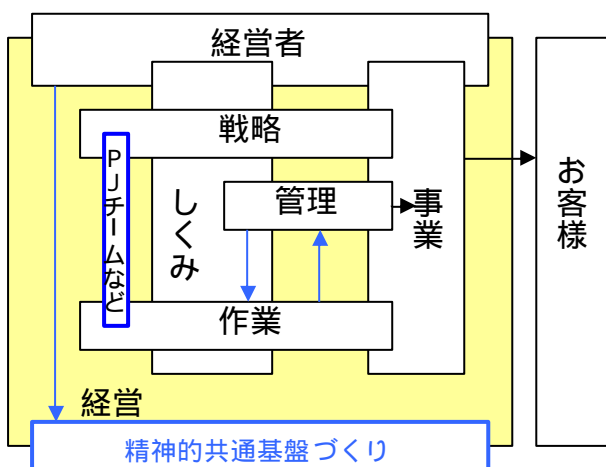 経営者
戦略
PJチームなど
しくみ
管理
事業
お客様
作業
経営
精神的共通基盤づくり